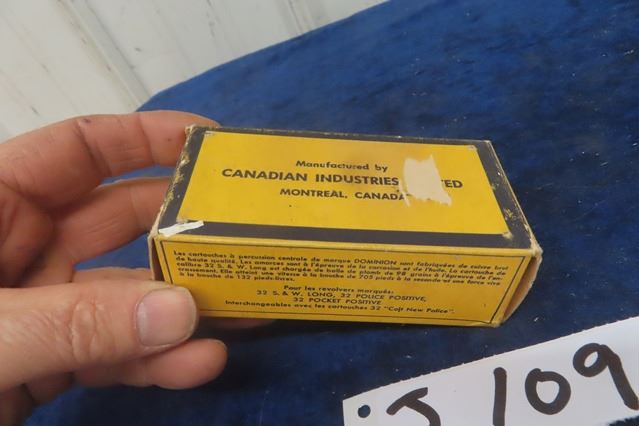 Manufactured by
CANADIAN INDUSTRIES
MONTREAL, CANADA
Les cartouches à percussion centrale de marque DOMINION sont fabriquées de cuivre brut
de haute qualité. Les amorces sont à l'épreuve de la corrosion et de l'huile. La cartouche de
calibre 32 S. & W. Long est chargée de balle de plomb de 98 grains à l'épreuve de l'en-
crassement. Elle atteint une vitesse à la bouche de 705 pieds à la seconde et une force vive
à la bouche de 132 pieds-livres.
Pour les revolvers marqués:
32 S. & W. LONG, 32 POLICE POSITIVE,
32 POCKET POSITIVE
Interchangeables avec les cartouches 32 "Colt New Police".
J 109